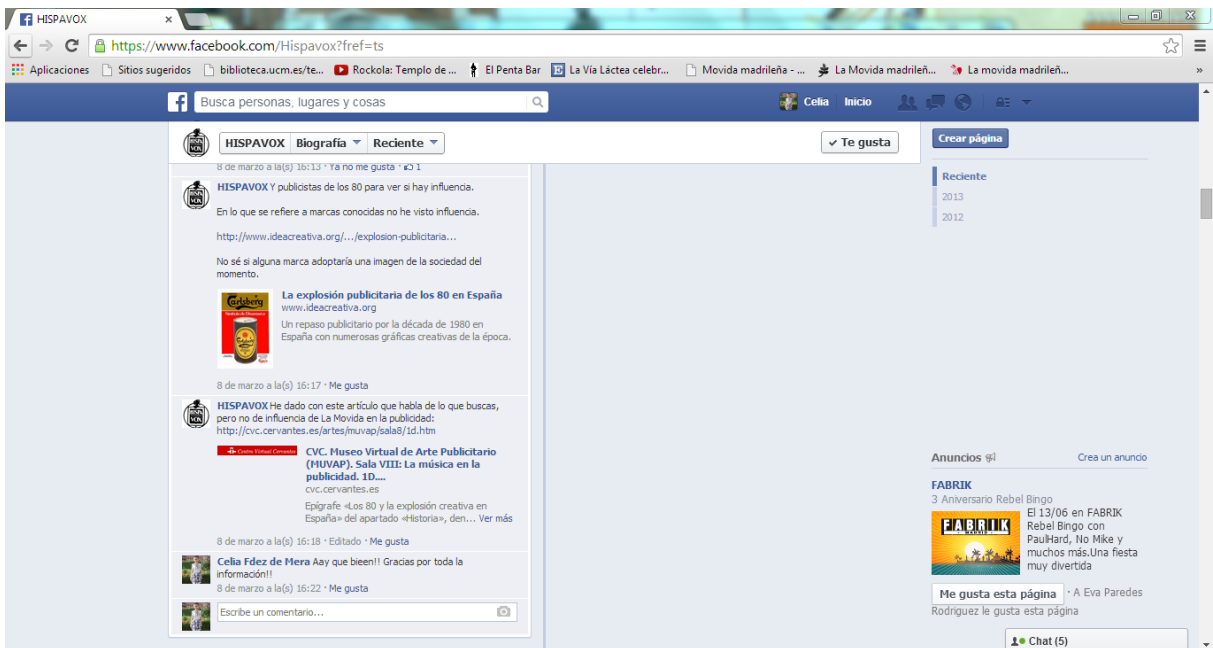 HISPAVOX
https://www.facebook.com/Hispavox?fref=ts
Aplicaciones Sitios sugeridos biblioteca.ucm.es/te... Rockola: Templo de ... El Penta Bar La Vía Láctea celebr... Movida madrileña - ... La Movida madrileñ... La movida madrileñ... »
Busca personas, lugares y cosas
Celia Inicio
HISPAVOX Biografía Reciente
Te gusta
Crear página
Reciente
2013
2012
8 de marzo a la(s) 16:13 · Ya no me gusta · 1
HISPAVOX Y publicistas de los 80 para ver si hay influencia.
En lo que se refiere a marcas conocidas no he visto influencia.
http://www.ideacreativa.org/.../explosion-publicitaria...
No sé si alguna marca adoptaría una imagen de la sociedad del
momento.
Carlsberg
La explosión publicitaria de los 80 en España
www.ideacreativa.org
Un repaso publicitario por la década de 1980 en
España con numerosas gráficas creativas de la época.
8 de marzo a la(s) 16:17 · Me gusta
HISPAVOX He dado con este artículo que habla de lo que buscas,
pero no de influencia de La Movida en la publicidad:
http://cvc.cervantes.es/artes/muvap/sala8/1d.htm
Centro Virtual Cervantes
CVC. Museo Virtual de Arte Publicitario
(MUVAP). Sala VIII: La música en la
publicidad. 1D....
cvc.cervantes.es
Epígrafe «Los 80 y la explosión creativa en
España» del apartado «Historia», den... Ver más
8 de marzo a la(s) 16:18 · Editado · Me gusta
Celia Fdez de Mera Aay que bieen!! Gracias por toda la
información!!
8 de marzo a la(s) 16:22 · Me gusta
Escribe un comentario...
Anuncios
Crea un anuncio
FABRIK
3 Aniversario Rebel Bingo
FABRIK
El 13/06 en FABRIK
Rebel Bingo con
PaulHard, No Mike y
muchos más.Una fiesta
muy divertida
Me gusta esta página · A Eva Paredes
Rodriguez le gusta esta página
Chat (5)